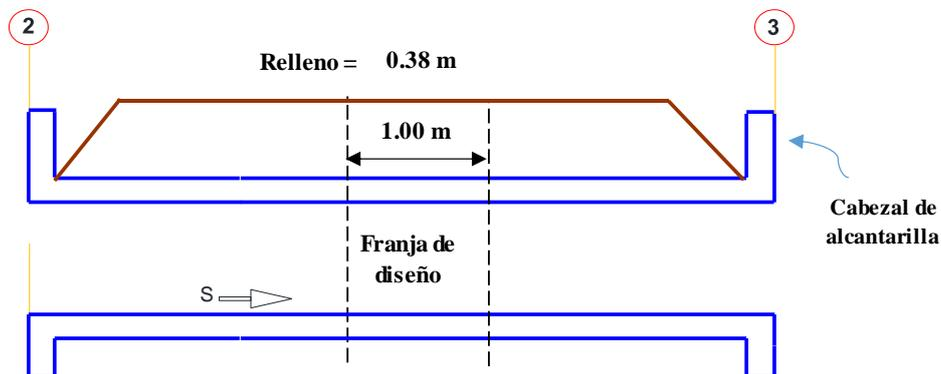 2
3
Relleno = 0.38 m
1.00 m
Cabezal de
alcantarilla
Franja de
diseño
S